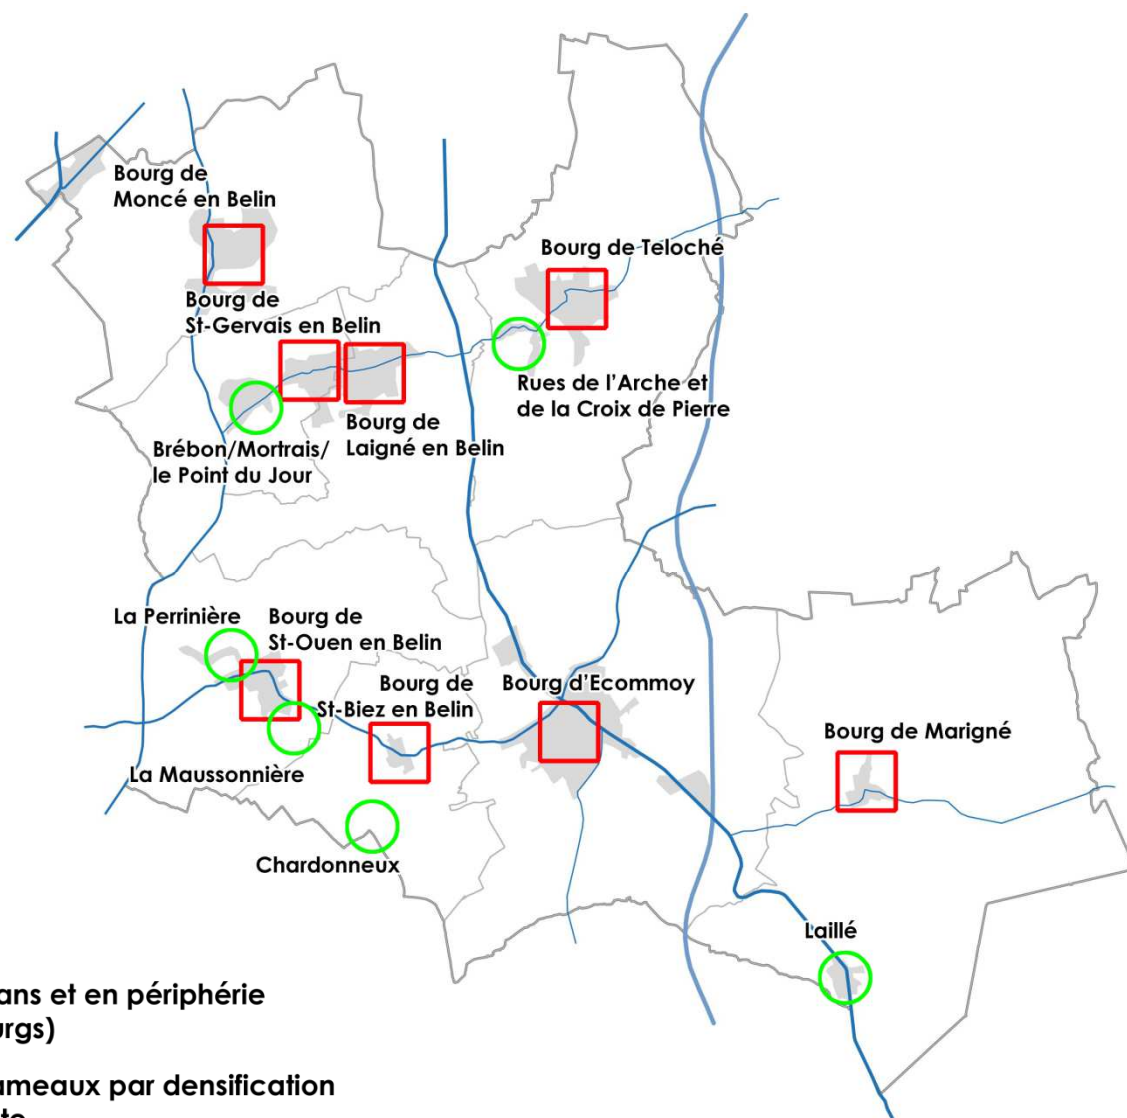 Bourg de
Moncé en Belin
Bourg de Teloché
Bourg de
St-Gervais en Belin
Rues de l'Arche et
de la Croix de Pierre
Bourg de
Laigné en Belin
Brébon/Mortrais/
le Point du Jour
La Perrinière
Bourg de
St-Ouen en Belin
Bourg de
St-Biez en Belin
Bourg d'Ecommoy
Bourg de Marigné
La Maussonnière
Chardonneux
Laillé
et en périphérie
par densification